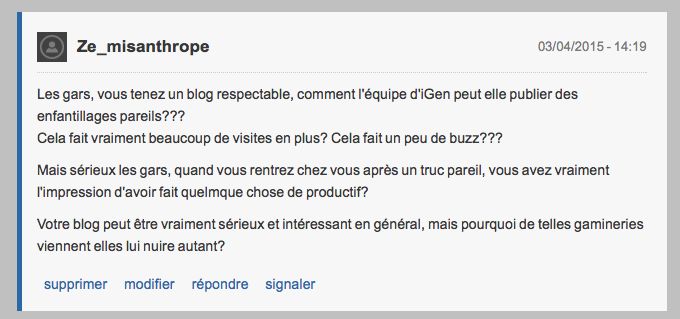 Ze_misanthrope
03/04/2015 - 14:19
Les gars, vous tenez un blog respectable, comment l'équipe d'iGen peut elle publier des
enfantillages pareils???
Cela fait vraiment beaucoup de visites en plus? Cela fait un peu de buzz???
Mais sérieux les gars, quand vous rentrez chez vous après un truc pareil, vous avez vraiment
l'impression d'avoir fait quelmque chose de productif?
Votre blog peut être vraiment sérieux et intéressant en général, mais pourquoi de telles gamineries
viennent elles lui nuire autant?
supprimer modifier répondre signaler